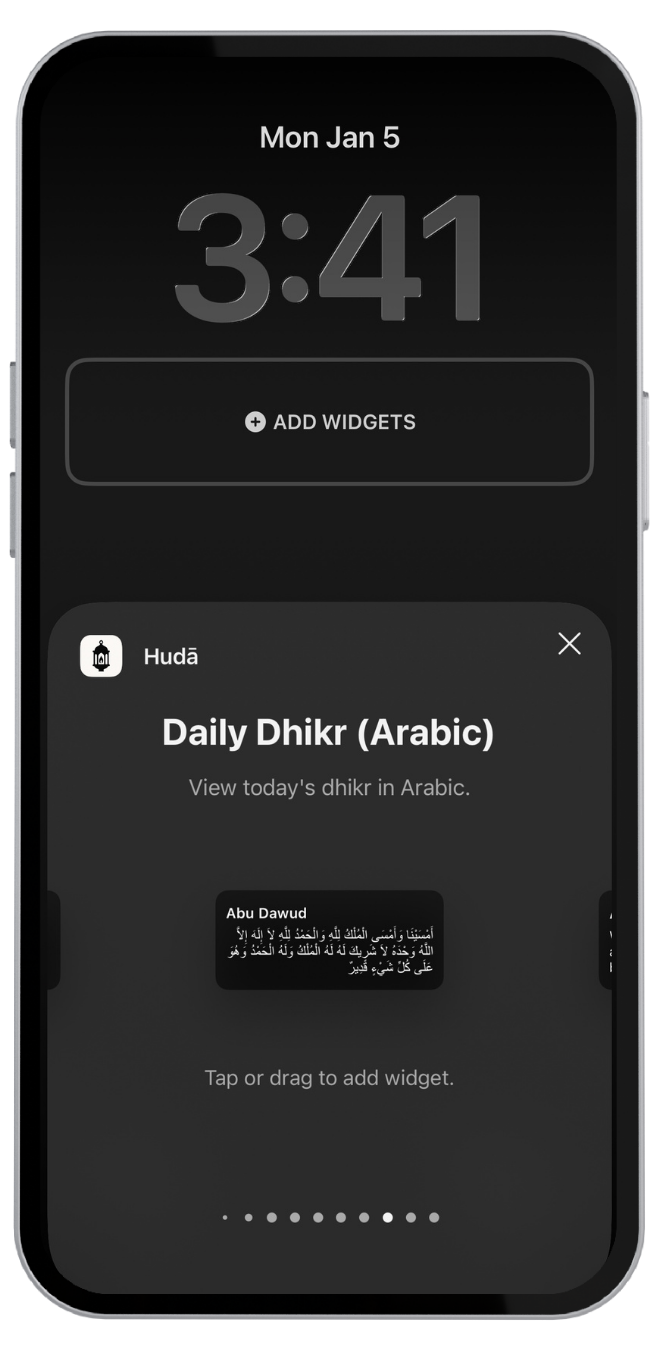 Mon Jan 5
3:41
ADD WIDGETS
Hudā
Daily Dhikr (Arabic)
View today's dhikr in Arabic.
Abu Dawud
أَمْسَيْنَا وَأَمْسَى الْمُلْكُ لِلَّهِ وَالْحَمْدُ لِلَّهِ لاَ إِلَهَ إِلاَّ
اللَّهُ وَحْدَهُ لاَ شَرِيكَ لَهُ لَهُ الْمُلْكُ وَلَهُ الْحَمْدُ وَهُوَ
عَلَى كُلِّ شَيْءٍ قَدِيرٌ
Tap or drag to add widget.